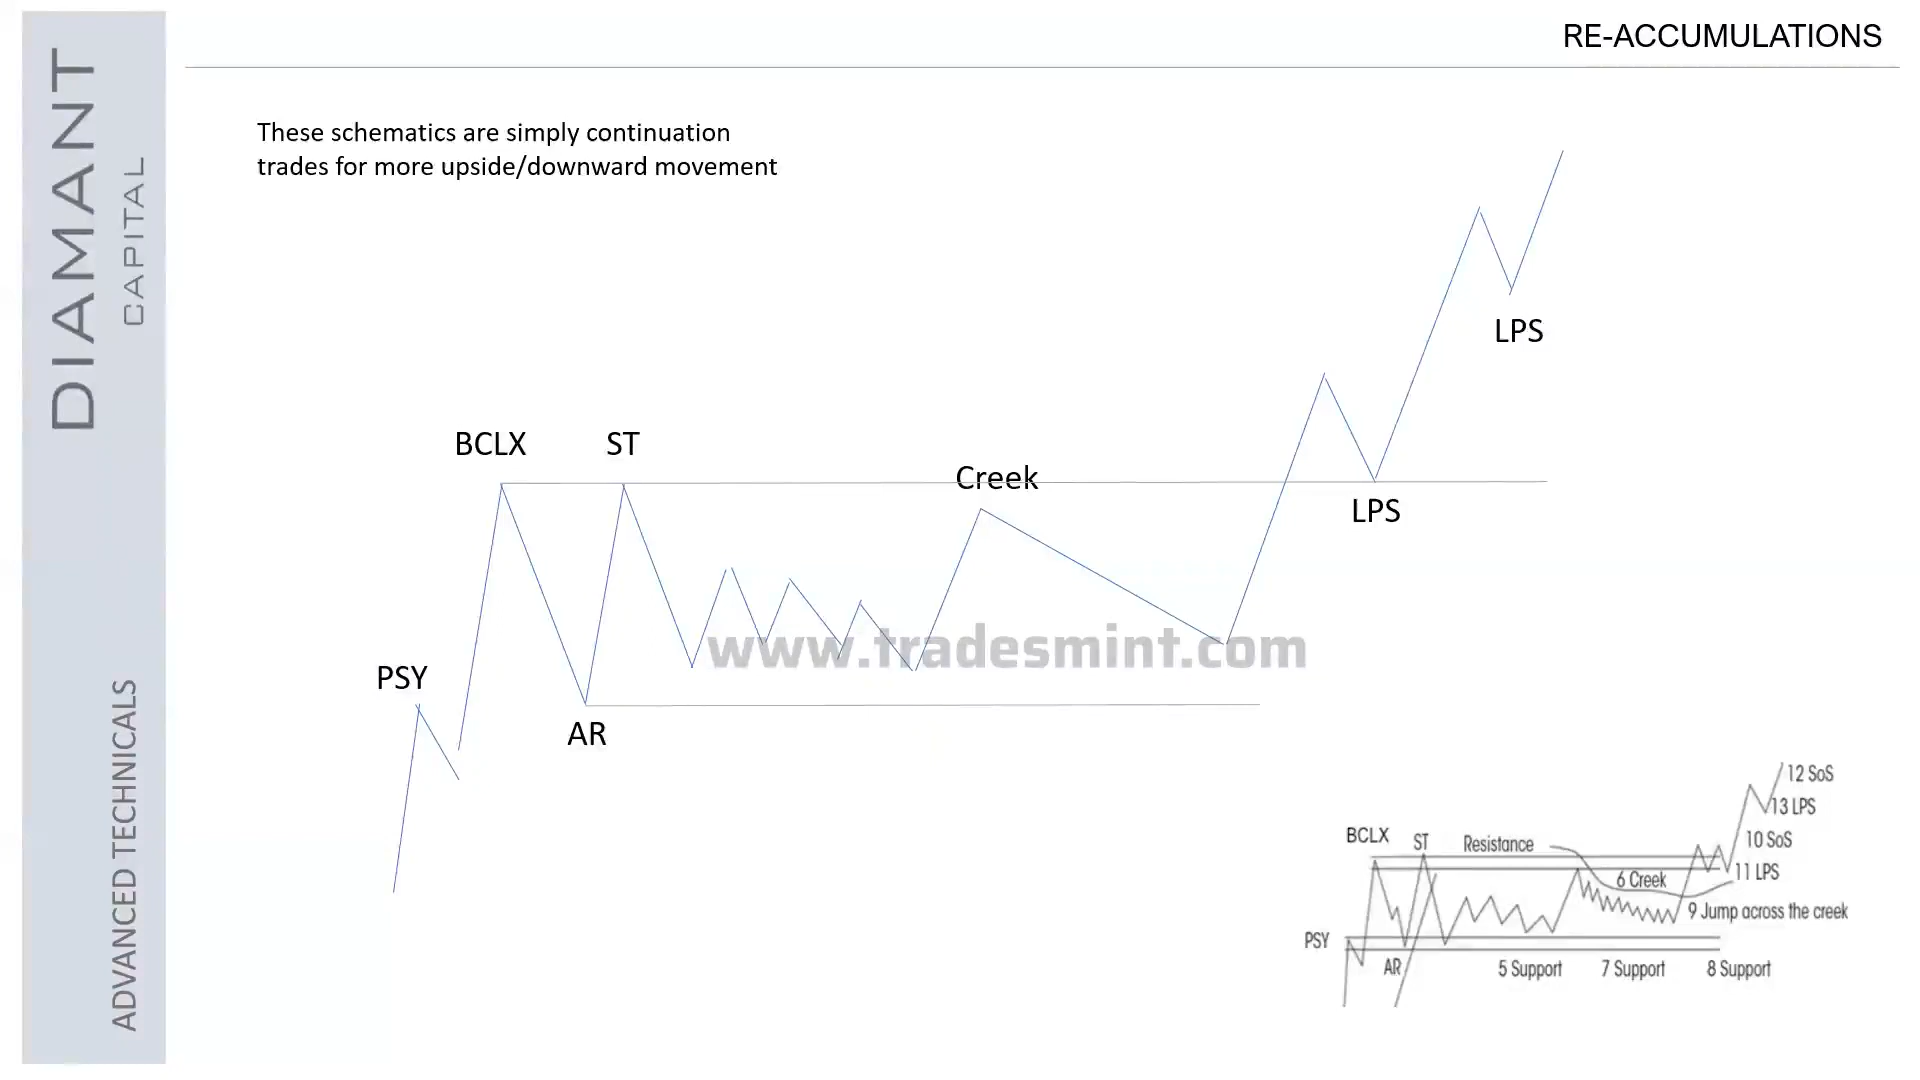 RE-ACCUMULATIONS
DIAMANT
CAPITAL
ADVANCED TECHNICALS
These schematics are simply continuation
trades for more upside/downward movement
LPS
BCLX
ST
Creek
LPS
www.tradesmint.com
PSY
AR
12 SoS
13 LPS
BCLX
ST
Resistance
10 SoS
11 LPS
6 Creek
9 Jump across the creek
PSY
AR
5 Support
7 Support
8 Support